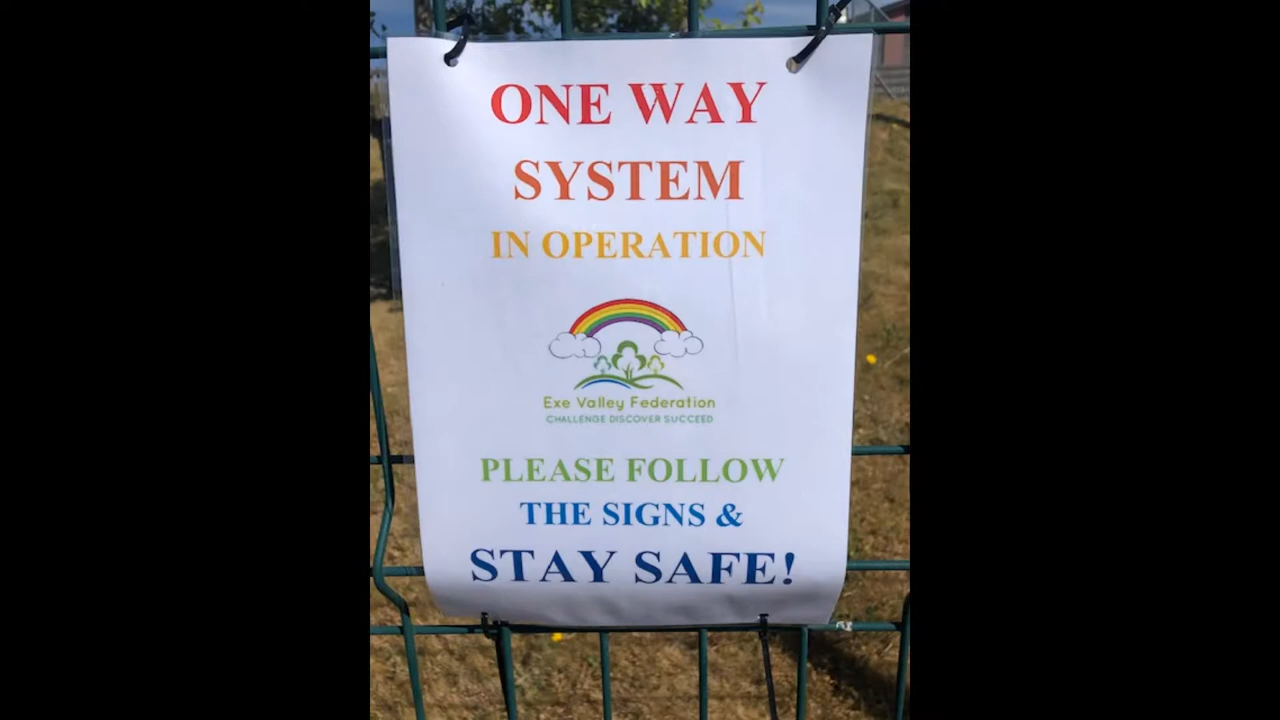 ONE WAY
SYSTEM
IN OPERATION
Exe Valley Federation
CHALLENGE DISCOVER SUCCEED
PLEASE FOLLOW
THE SIGNS &
STAY SAFE!